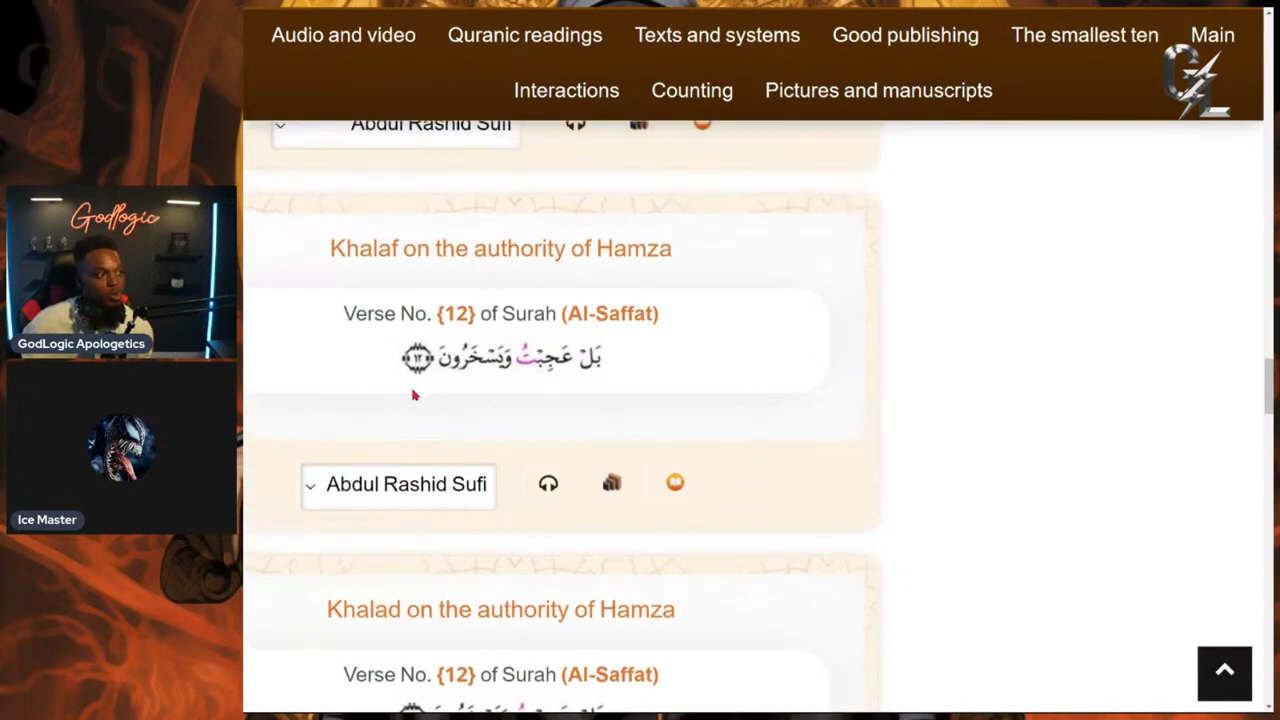 Audio and video Quranic readings Texts and systems Good publishing The smallest ten Main
Interactions Counting Pictures and manuscripts
GL
Abdul Rashid Sufi
Khalaf on the authority of Hamza
Verse No. {12} of Surah (Al-Saffat)
بَلْ عَجِبْتُ وَيَسْخَرُونَ ﴿١٢﴾
Abdul Rashid Sufi
Khalad on the authority of Hamza
Verse No. {12} of Surah (Al-Saffat)
Godlogic
GodLogic Apologetics
Ice Master